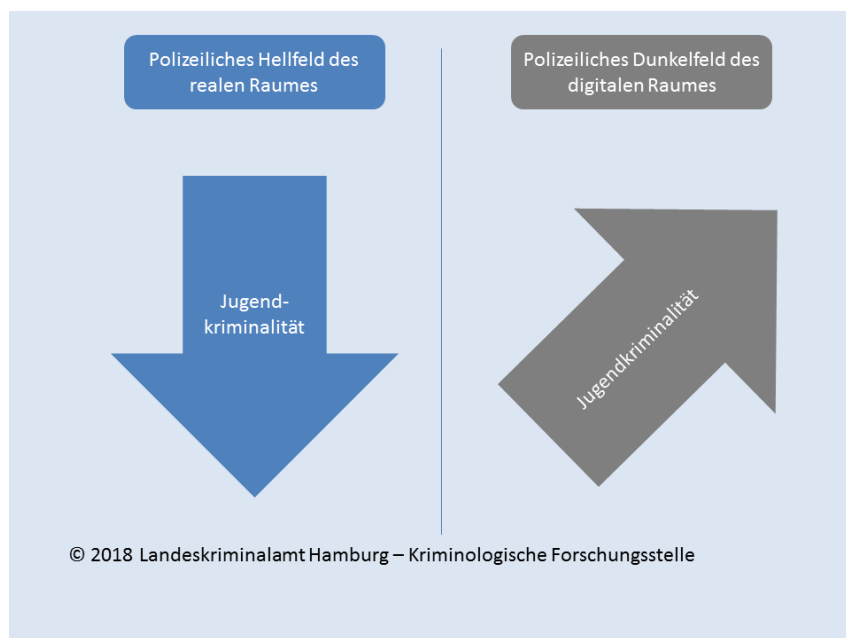 Polizeiliches Hellfeld des
realen Raumes
Polizeiliches Dunkelfeld des
digitalen Raumes
Jugend-
kriminalität
Jugendkriminalität
© 2018 Landeskriminalamt Hamburg – Kriminologische Forschungsstelle